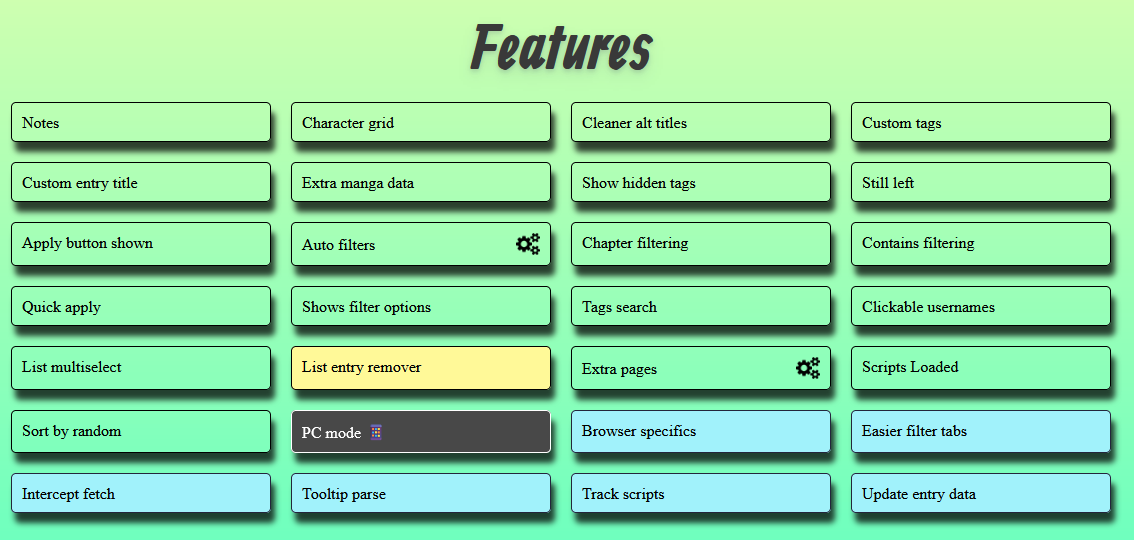 Features
Notes
Character grid
Cleaner alt titles
Custom tags
Custom entry title
Extra manga data
Show hidden tags
Still left
Apply button shown
Auto filters
Chapter filtering
Contains filtering
Quick apply
Shows filter options
Tags search
Clickable usernames
List multiselect
List entry remover
Extra pages
Scripts Loaded
Sort by random
PC mode
Browser specifics
Easier filter tabs
Intercept fetch
Tooltip parse
Track scripts
Update entry data